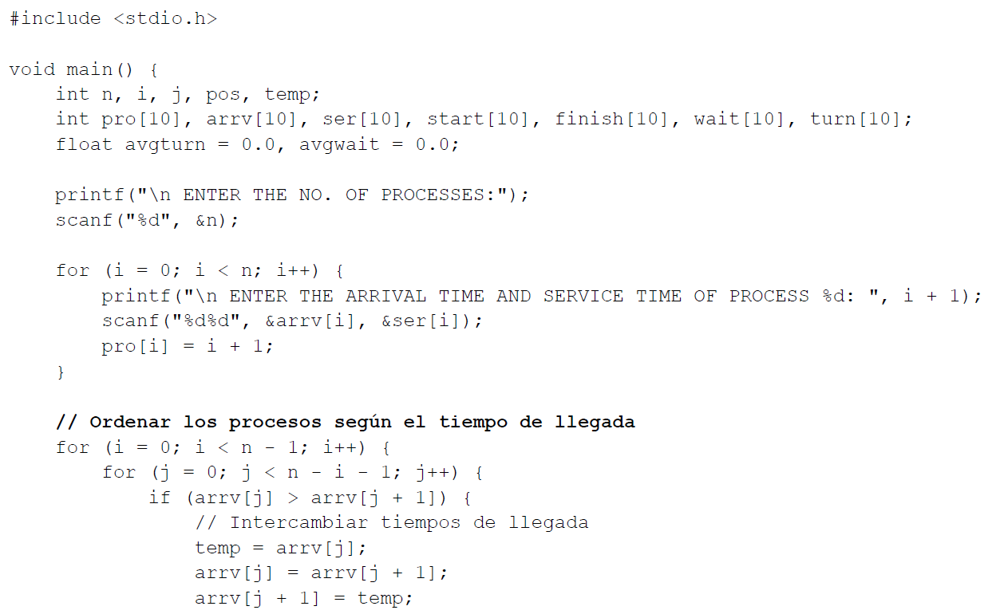 #include <stdio.h>

void main() {
    int n, i, j, pos, temp;
    int pro[10], arrv[10], ser[10], start[10], finish[10], wait[10], turn[10];
    float avgturn = 0.0, avgwait = 0.0;

    printf("\n ENTER THE NO. OF PROCESSES:");
    scanf("%d", &n);

    for (i = 0; i < n; i++) {
        printf("\n ENTER THE ARRIVAL TIME AND SERVICE TIME OF PROCESS %d: ", i + 1);
        scanf("%d%d", &arrv[i], &ser[i]);
        pro[i] = i + 1;
    }

    // Ordenar los procesos según el tiempo de llegada
    for (i = 0; i < n - 1; i++) {
        for (j = 0; j < n - i - 1; j++) {
            if (arrv[j] > arrv[j + 1]) {
                // Intercambiar tiempos de llegada
                temp = arrv[j];
                arrv[j] = arrv[j + 1];
                arrv[j + 1] = temp;